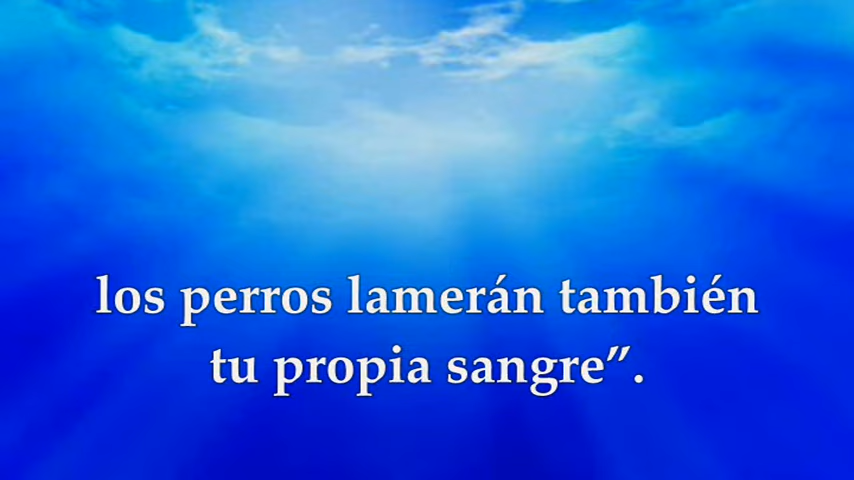 los perros lamerán también
tu propia sangre”.